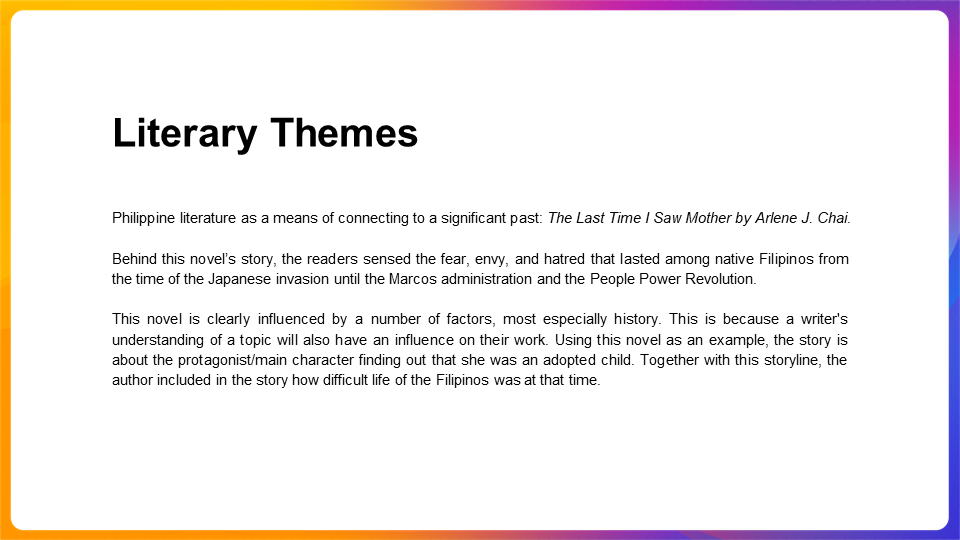 Literary Themes
Philippine literature as a means of connecting to a significant past: The Last Time I Saw Mother by Arlene J. Chai.
Behind this novel’s story, the readers sensed the fear, envy, and hatred that lasted among native Filipinos from
the time of the Japanese invasion until the Marcos administration and the People Power Revolution.
This novel is clearly influenced by a number of factors, most especially history. This is because a writer's
understanding of a topic will also have an influence on their work. Using this novel as an example, the story is
about the protagonist/main character finding out that she was an adopted child. Together with this storyline, the
author included in the story how difficult life of the Filipinos was at that time.